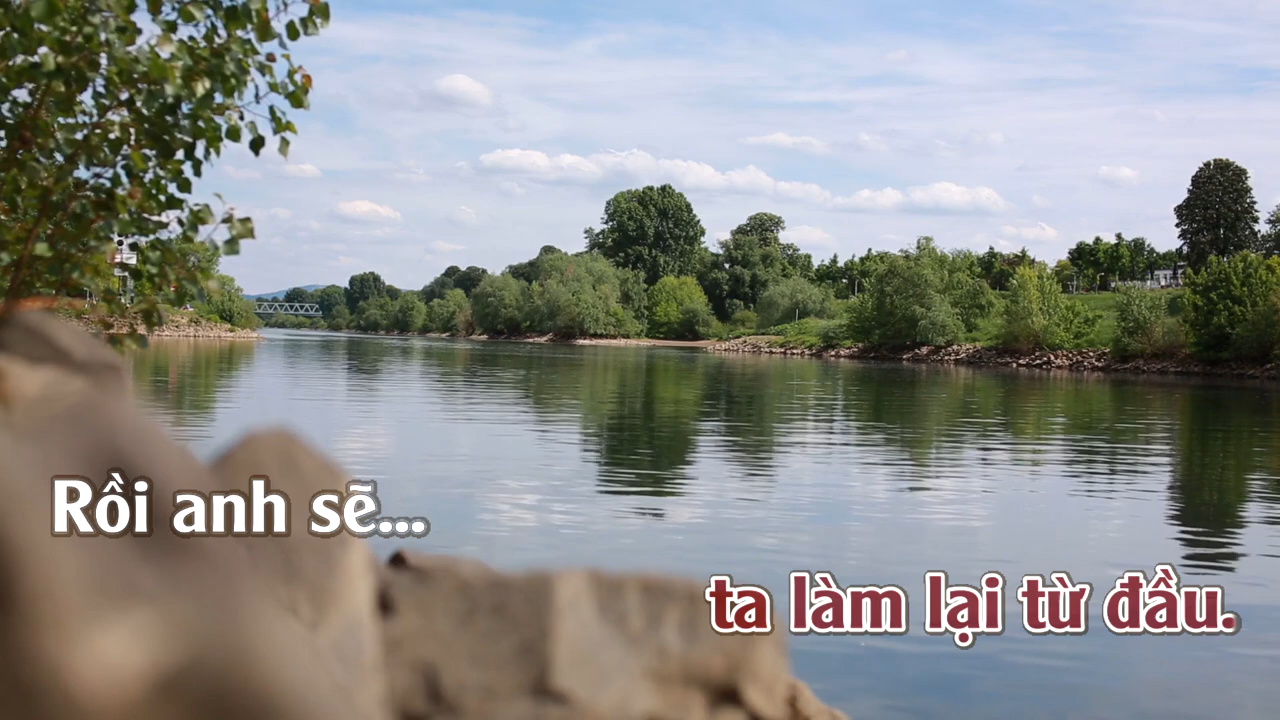 Rồi anh sẽ...
ta làm lại từ đầu.